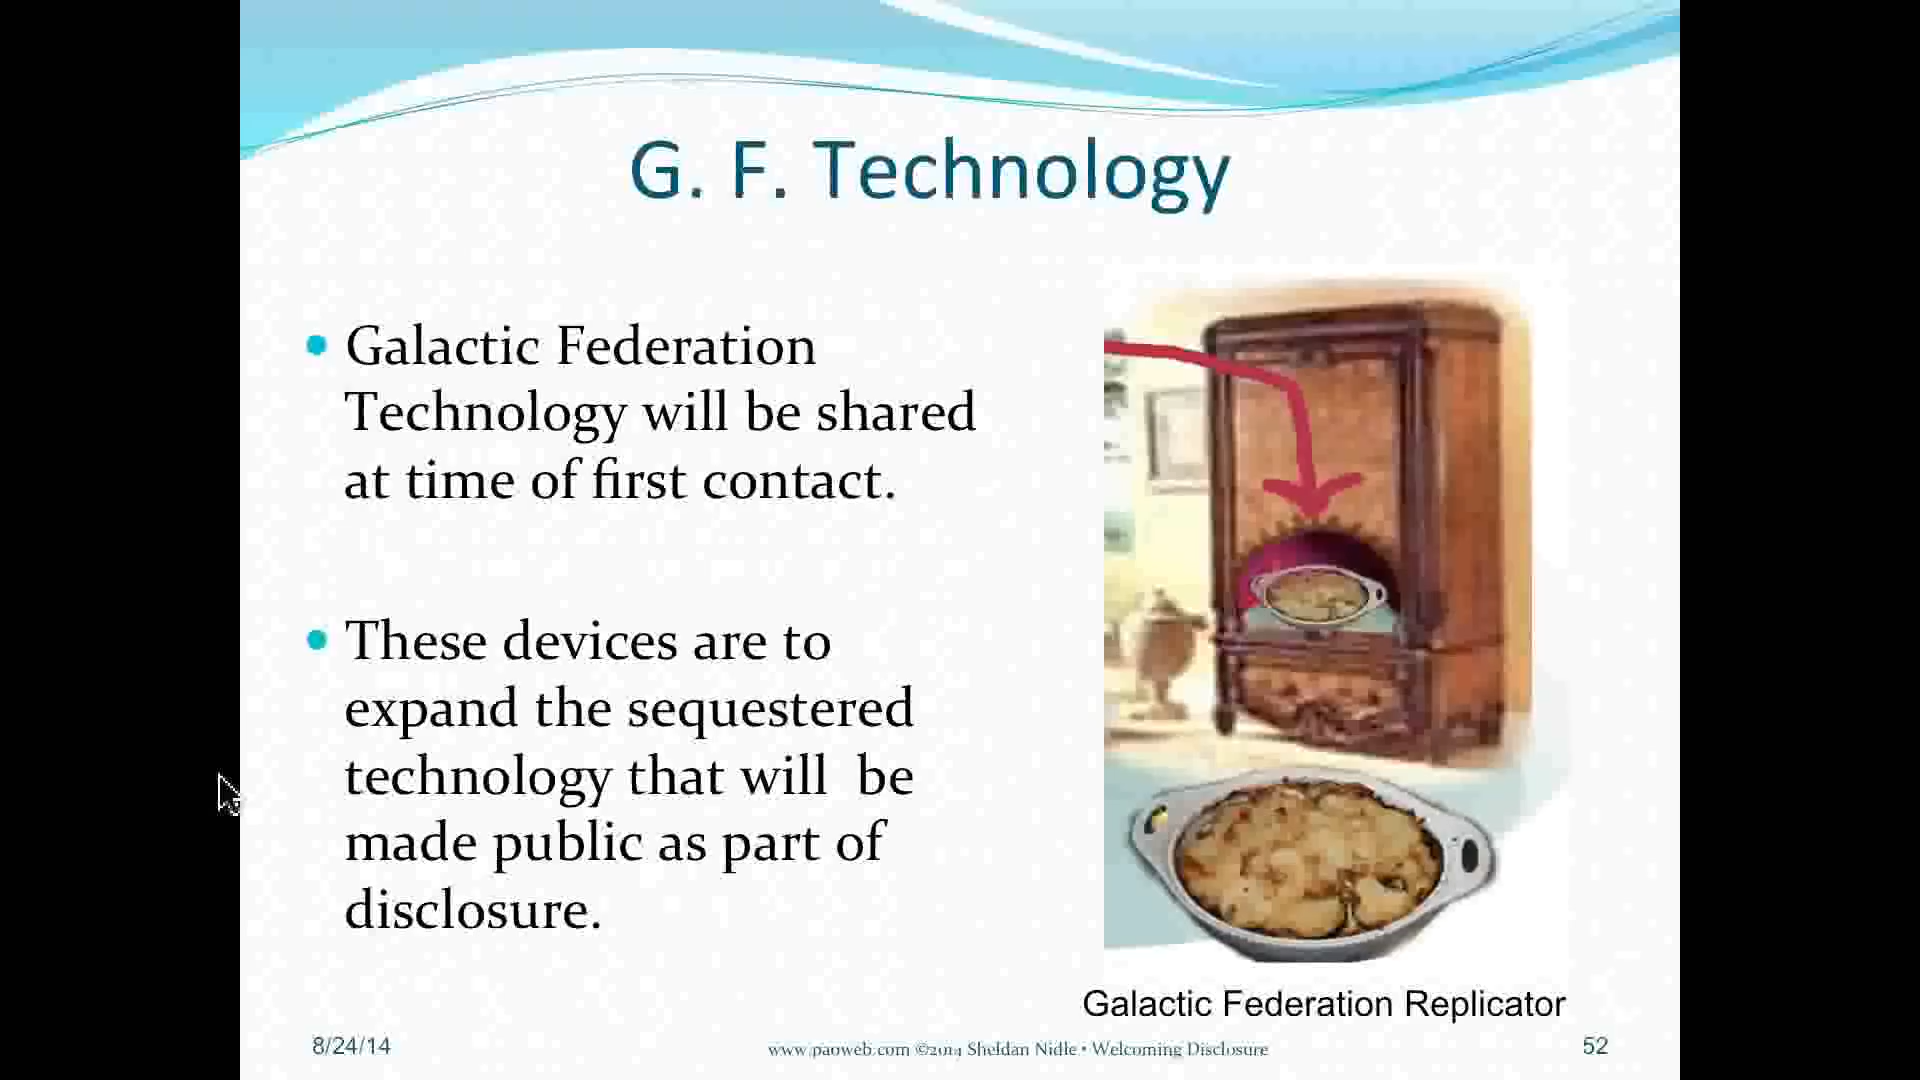 G. F. Technology
Galactic Federation
Technology will be shared
at time of first contact.
These devices are to
expand the sequestered
technology that will  be
made public as part of
disclosure.
Galactic Federation Replicator
8/24/14
www.paoweb.com ©2014 Sheldan Nidle • Welcoming Disclosure
52